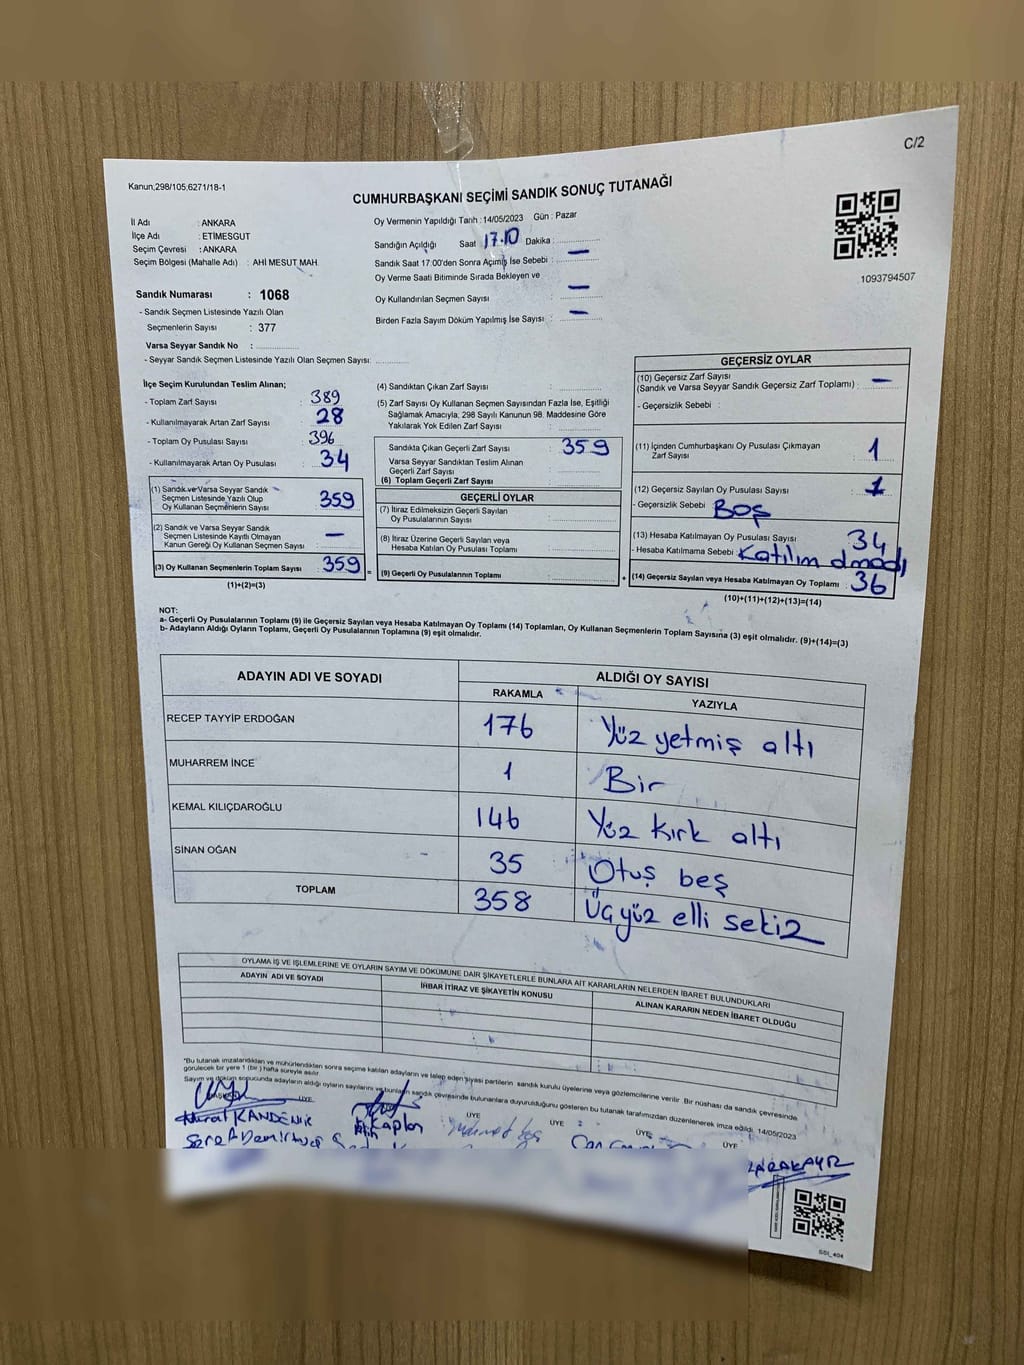 C/2
Kanun,298/105,6271/18-1
CUMHURBAŞKANI SEÇİMİ SANDIK SONUÇ TUTANAĞI
İl Adı : ANKARA
İlçe Adı : ETİMESGUT
Seçim Çevresi : ANKARA
Seçim Bölgesi (Mahalle Adı) : AHİ MESUT MAH.
Oy Vermenin Yapıldığı Tarih : 14/05/2023 Gün : Pazar
Sandığın Açıldığı Saat 17.10 Dakika :
Sandık Saat 17:00'den Sonra Açımış İse Sebebi : —
Oy Verme Saati Bitiminde Sırada Bekleyen ve
Oy Kullandırılan Seçmen Sayısı : —
Birden Fazla Sayım Döküm Yapılmış İse Sayısı : —
1093794507
Sandık Numarası : 1068
- Sandık Seçmen Listesinde Yazılı Olan
Seçmenlerin Sayısı : 377
Varsa Seyyar Sandık No :
- Seyyar Sandık Seçmen Listesinde Yazılı Olan Seçmen Sayısı:
İlçe Seçim Kurulundan Teslim Alınan;
- Toplam Zarf Sayısı : 389
- Kullanılmayarak Artan Zarf Sayısı : 28
- Toplam Oy Pusulası Sayısı : 396
- Kullanılmayarak Artan Oy Pusulası : 34
(1) Sandık ve Varsa Seyyar Sandık
Seçmen Listesinde Yazılı Olup
Oy Kullanan Seçmenlerin Sayısı : 359
(2) Sandık ve Varsa Seyyar Sandık
Seçmen Listesinde Kayıtlı Olmayan
Kanun Gereği Oy Kullanan Seçmen Sayısı : —
(3) Oy Kullanan Seçmenlerin Toplam Sayısı : 359
(1)+(2)=(3)
(4) Sandıktan Çıkan Zarf Sayısı :
(5) Zarf Sayısı Oy Kullanan Seçmen Sayısından Fazla İse, Eşitliği
Sağlamak Amacıyla; 298 Sayılı Kanunun 98. Maddesine Göre
Yakılarak Yok Edilen Zarf Sayısı :
Sandıkta Çıkan Geçerli Zarf Sayısı : 359
Varsa Seyyar Sandıktan Teslim Alınan
Geçerli Zarf Sayısı :
(6) Toplam Geçerli Zarf Sayısı :
GEÇERLİ OYLAR
(7) İtiraz Edilmeksizin Geçerli Sayılan
Oy Pusulalarının Sayısı :
(8) İtiraz Üzerine Geçerli Sayılan veya
Hesaba Katılan Oy Pusulası Toplamı :
(9) Geçerli Oy Pusulalarının Toplamı :
GEÇERSİZ OYLAR
(10) Geçersiz Zarf Sayısı
(Sandık ve Varsa Seyyar Sandık Geçersiz Zarf Toplamı) : —
- Geçersizlik Sebebi :
(11) İçinden Cumhurbaşkanı Oy Pusulası Çıkmayan
Zarf Sayısı : 1
(12) Geçersiz Sayılan Oy Pusulası Sayısı : 1
- Geçersizlik Sebebi : Boş
(13) Hesaba Katılmayan Oy Pusulası Sayısı : 34
- Hesaba Katılmama Sebebi : Katılım olmadı
(14) Geçersiz Sayılan veya Hesaba Katılmayan Oy Toplamı : 36
(10)+(11)+(12)+(13)=(14)
NOT:
a- Geçerli Oy Pusulalarının Toplamı (9) ile Geçersiz Sayılan veya Hesaba Katılmayan Oy Toplamı (14) Toplamları, Oy Kullanan Seçmenlerin Toplam Sayısına (3) eşit olmalıdır. (9)+(14)=(3)
b- Adayların Aldığı Oyların Toplamı, Geçerli Oy Pusulalarının Toplamına (9) eşit olmalıdır.
ADAYIN ADI VE SOYADI ALDIĞI OY SAYISI
RAKAMLA YAZIYLA
RECEP TAYYİP ERDOĞAN 176 Yüz yetmiş altı
MUHARREM İNCE 1 Bir
KEMAL KILIÇDAROĞLU 146 Yüz kırk altı
SİNAN OĞAN 35 Otuş beş
TOPLAM 358 Üçyüz elli sekiz
OYLAMA İŞ VE İŞLEMLERİNE VE OYLARIN SAYIM VE DÖKÜMÜNE DAİR ŞİKAYETLERLE BUNLARA AİT KARARLARIN NELERDEN İBARET BULUNDUKLARI
ADAYIN ADI VE SOYADI İHBAR İTİRAZ VE ŞİKAYETİN KONUSU ALINAN KARARIN NEDEN İBARET OLDUĞU
*Bu tutanak imzalandıktan ve mühürlendikten sonra seçime katılan adayların ve talep eden siyasi partilerin sandık kurulu üyelerine veya gözlemcilerine verilir. Bir nüshası da sandık çevresinde
görülecek bir yere 1 (bir) hafta süreyle asılır.
Sayım ve döküm sonucunda adayların aldığı oyların sayılarını ve bunların sandık çevresinde bulunanlara duyurulduğunu gösteren bu tutanak tarafımızdan düzenlenerek imza edildi. 14/05/2023
BAŞKAN ÜYE ÜYE ÜYE ÜYE ÜYE
Murat KANDEMİR Kaplan